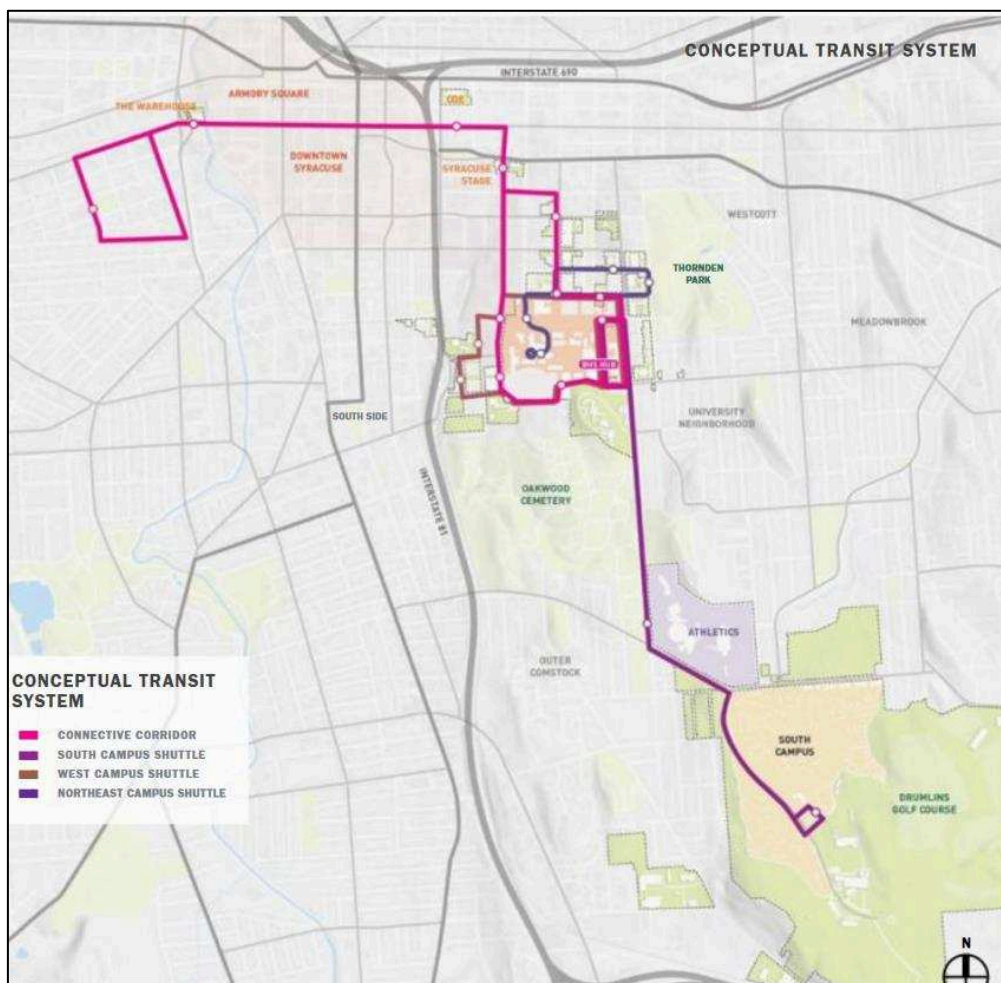 CONCEPTUAL TRANSIT SYSTEM
INTERSTATE 690
ARMORY SQUARE
COE
THE WAREHOUSE
DOWNTOWN
SYRACUSE
SYRACUSE
STAGE
WESTCOTT
THORNDEN
PARK
MEADOWBROOK
BUS HUB
SOUTH SIDE
UNIVERSITY
NEIGHBORHOOD
INTERSTATE 81
OAKWOOD
CEMETERY
ATHLETICS
OUTER
COMSTOCK
CONCEPTUAL TRANSIT
SYSTEM
CONNECTIVE CORRIDOR
SOUTH CAMPUS SHUTTLE
WEST CAMPUS SHUTTLE
NORTHEAST CAMPUS SHUTTLE
SOUTH
CAMPUS
DRUMLINS
GOLF COURSE
N